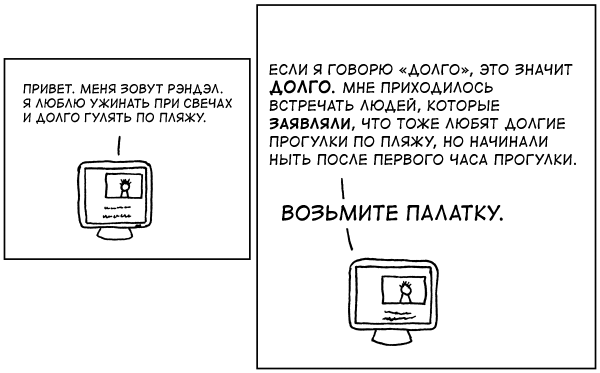 ПРИВЕТ. МЕНЯ ЗОВУТ РЭНДЭЛ.
Я ЛЮБЛЮ УЖИНАТЬ ПРИ СВЕЧАХ
И ДОЛГО ГУЛЯТЬ ПО ПЛЯЖУ.
ЕСЛИ Я ГОВОРЮ «ДОЛГО», ЭТО ЗНАЧИТ
ДОЛГО. МНЕ ПРИХОДИЛОСЬ
ВСТРЕЧАТЬ ЛЮДЕЙ, КОТОРЫЕ
ЗАЯВЛЯЛИ, ЧТО ТОЖЕ ЛЮБЯТ ДОЛГИЕ
ПРОГУЛКИ ПО ПЛЯЖУ, НО НАЧИНАЛИ
НЫТЬ ПОСЛЕ ПЕРВОГО ЧАСА ПРОГУЛКИ.
ВОЗЬМИТЕ ПАЛАТКУ.